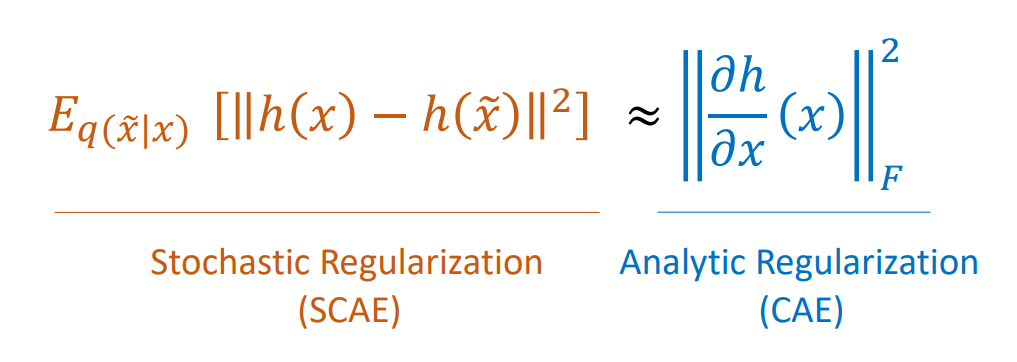 E_{q(x̃|x)} [‖h(x) − h(x̃)‖²] ≈ ‖∂h/∂x (x)‖²_F
Stochastic Regularization Analytic Regularization
(SCAE) (CAE)